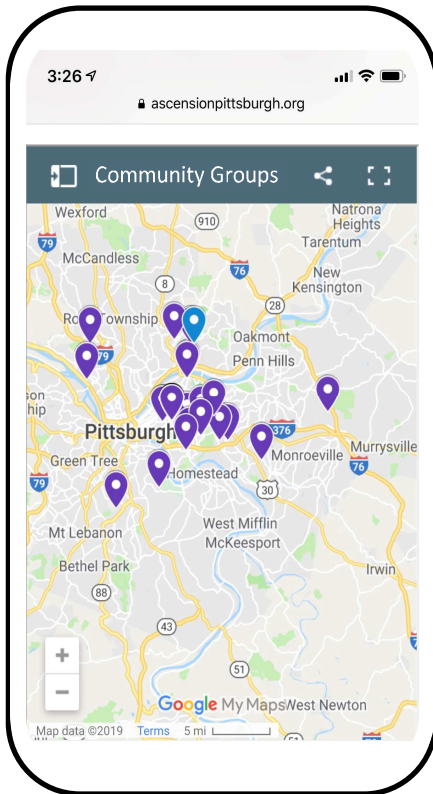 3:26
ascensionpittsburgh.org
Community Groups
Wexford
910
Natrona
Heights
79
Tarentum
McCandless
76
New
Kensington
8
28
Township
Oakmont
79
Penn Hills
Pittsburgh
376
Monroeville
Murrysville
Green Tree
76
Homestead
79
30
West Mifflin
Mt Lebanon
McKeesport
Bethel Park
Irwin
88
43
+
51
−
Google My Maps
West Newton
Map data ©2019 Terms 5 mi